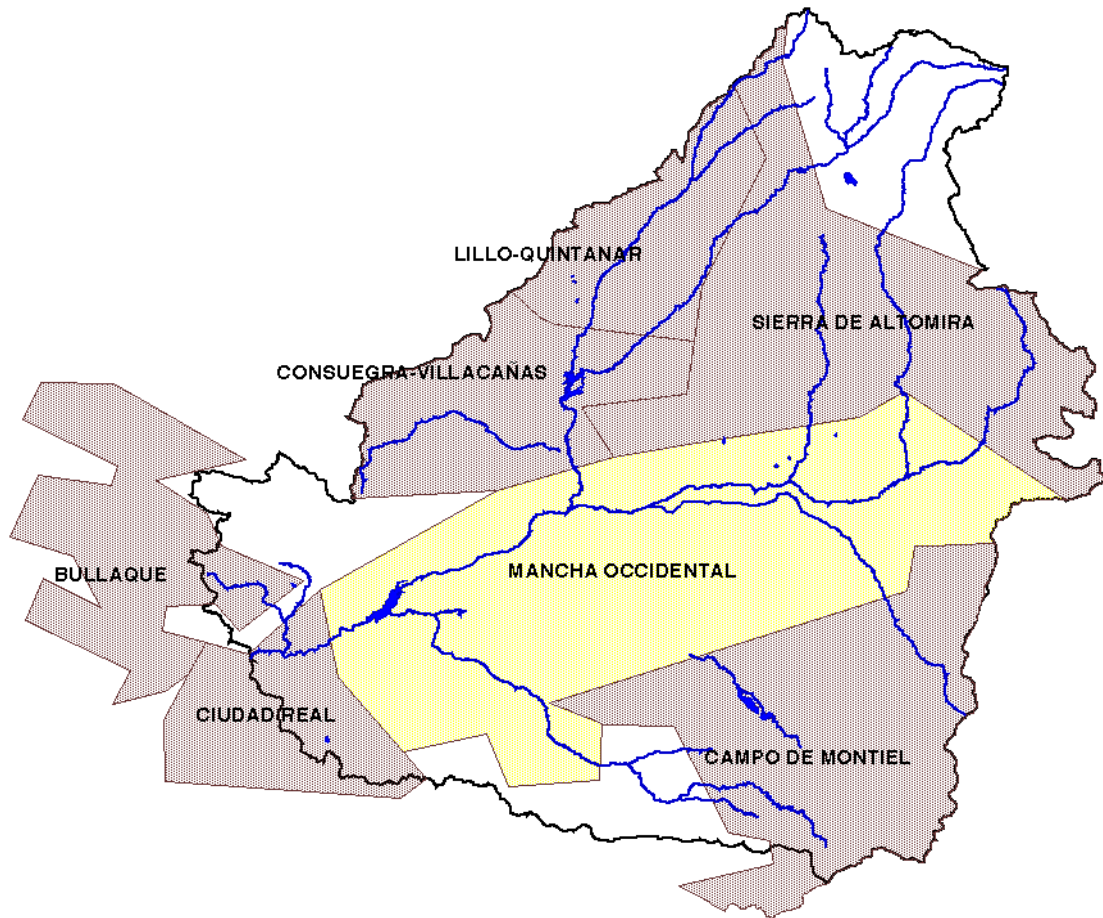 LILLO-QUINTANAR
SIERRA DE ALTOMIRA
CONSUEGRA-VILLACAÑAS
BULLAQUE
MANCHA OCCIDENTAL
CIUDAD REAL
CAMPO DE MONTIEL